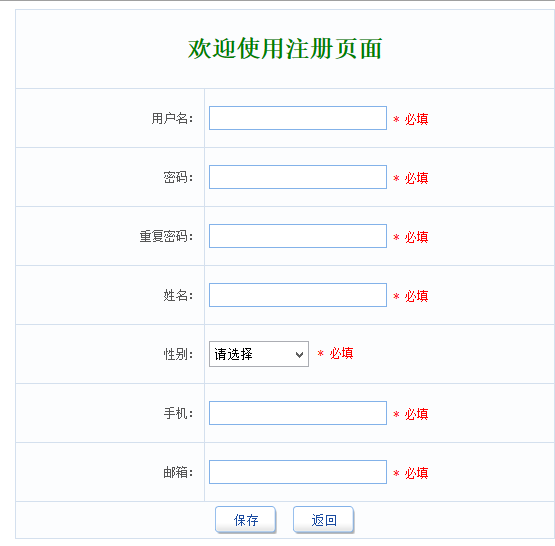 欢迎使用注册页面
用户名： * 必填
密码： * 必填
重复密码： * 必填
姓名： * 必填
性别： 请选择 * 必填
手机： * 必填
邮箱： * 必填
保存 返回